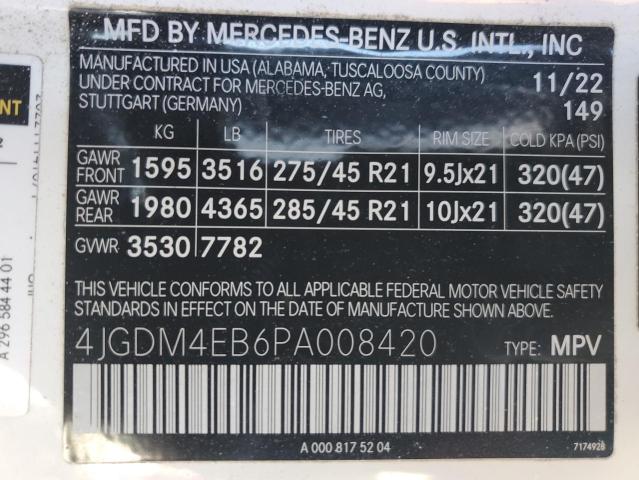 MFD BY MERCEDES-BENZ U.S. INTL., INC
MANUFACTURED IN USA (ALABAMA, TUSCALOOSA COUNTY) 11/22
UNDER CONTRACT FOR MERCEDES-BENZ AG,
STUTTGART (GERMANY) 149
KG LB TIRES RIM SIZE COLD KPA (PSI)
GAWR FRONT 1595 3516 275/45 R21 9.5Jx21 320(47)
GAWR REAR 1980 4365 285/45 R21 10Jx21 320(47)
GVWR 3530 7782
THIS VEHICLE CONFORMS TO ALL APPLICABLE FEDERAL MOTOR VEHICLE SAFETY
STANDARDS IN EFFECT ON THE DATE OF MANUFACTURE SHOWN ABOVE.
4JGDM4EB6PA008420 TYPE: MPV
A 000 817 52 04 7174928
A 296 584 44 01